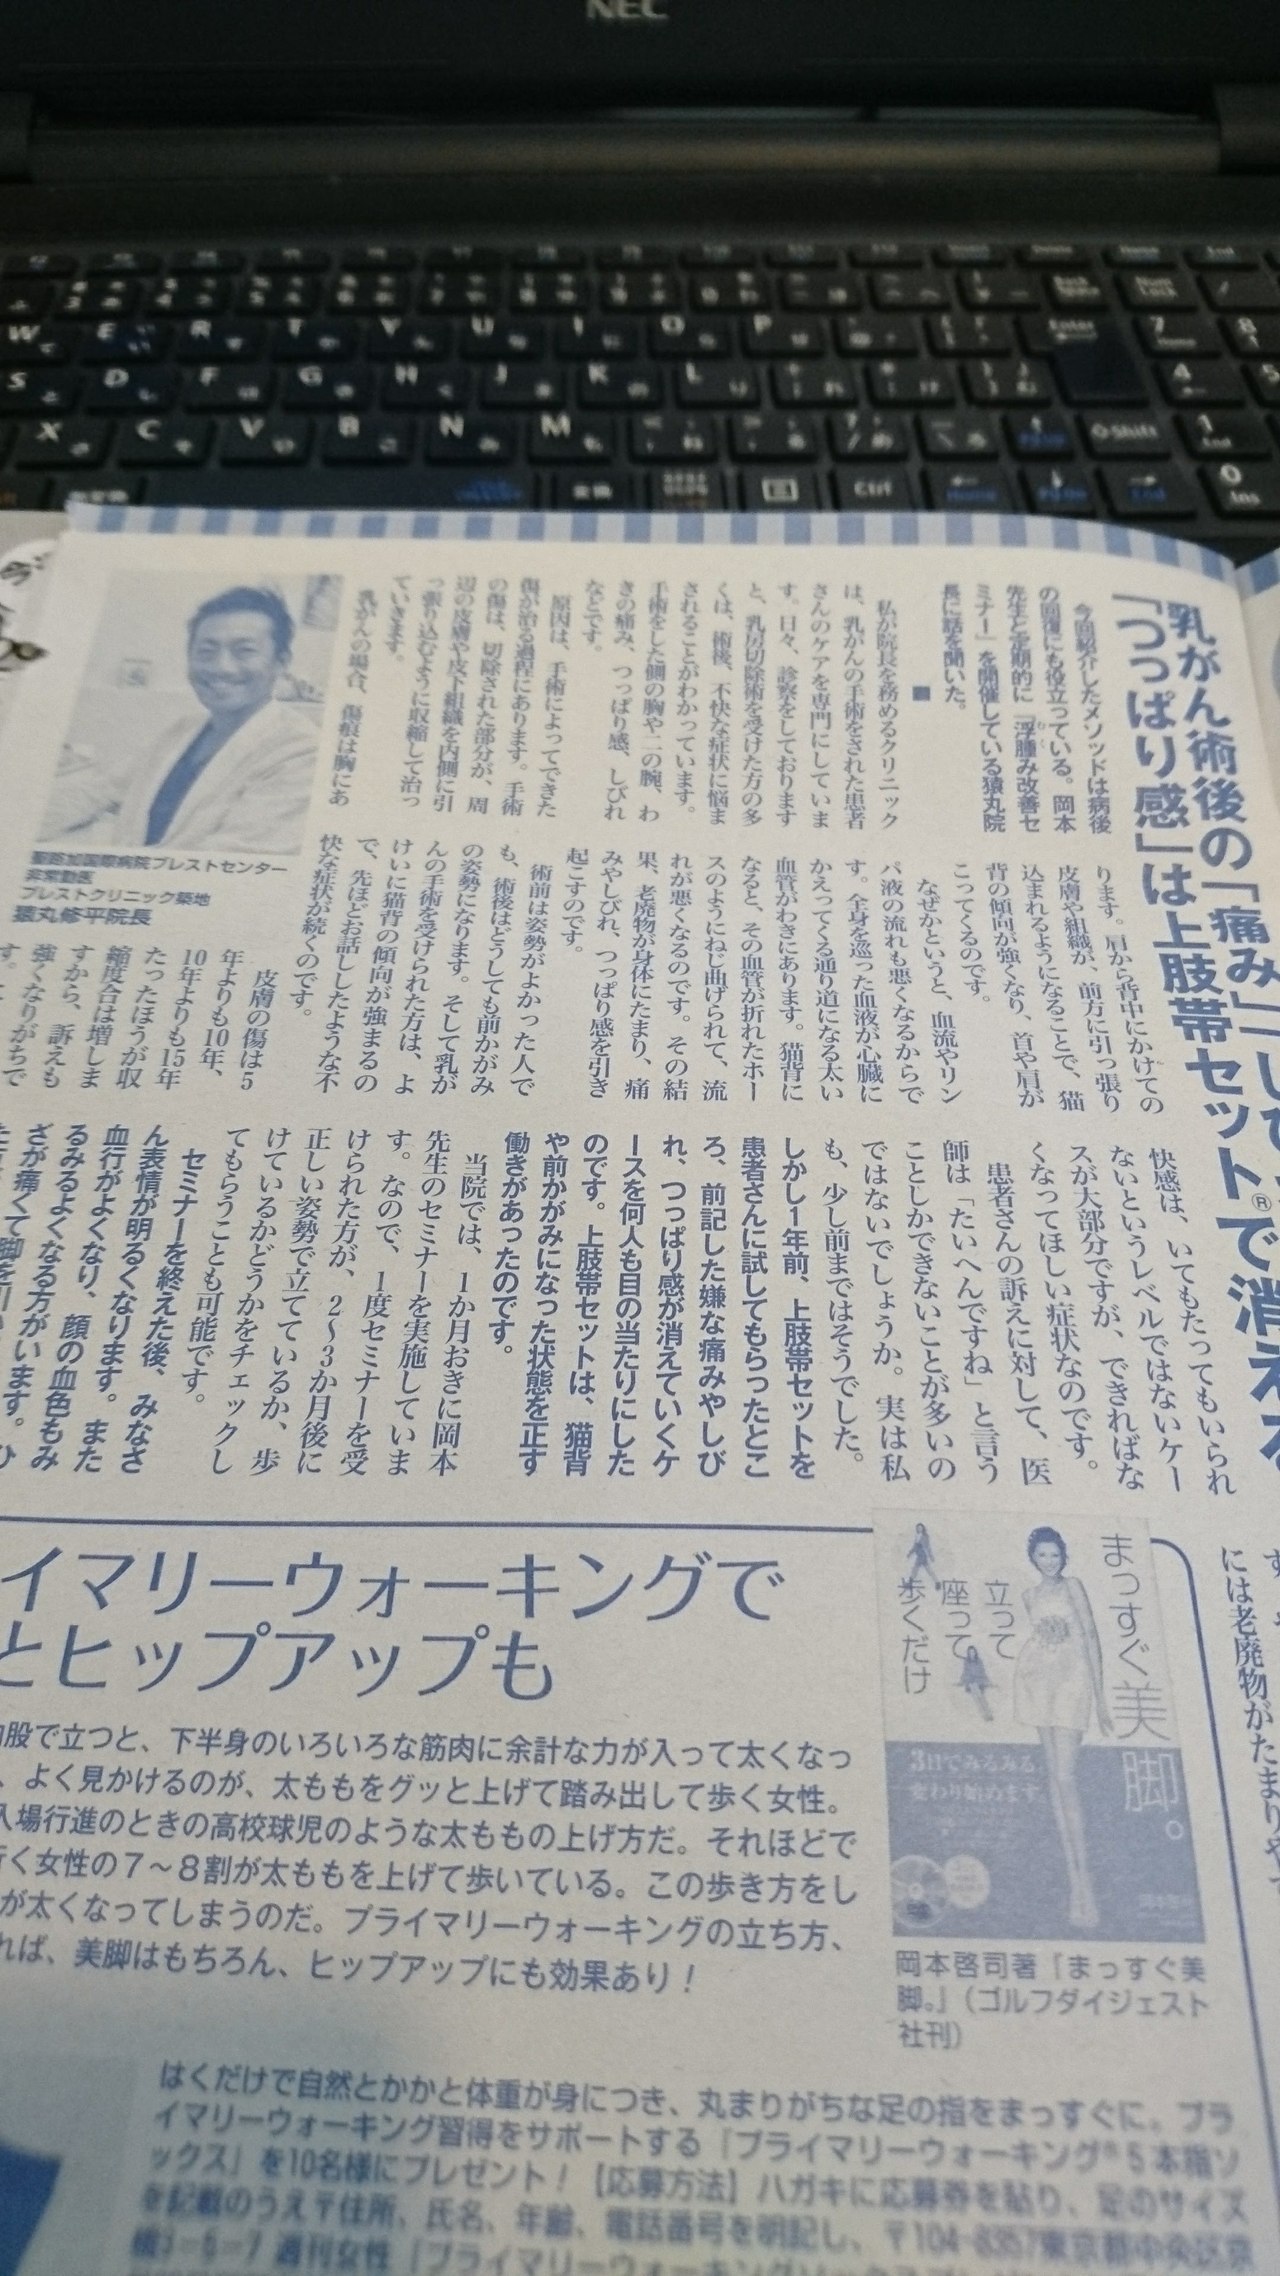 NEC
乳がん術後の「痛み」「しび
「つっぱり感」は上肢帯セット®で消える
今回紹介したメソッドは病後
の回復にも役立っている。岡本
先生と定期的に「浮腫み改善セ
ミナー」を開催している猿丸院
長に話を聞いた。
■
私が院長を務めるクリニック
は、乳がんの手術をされた患者
さんのケアを専門にしていま
す。日々、診察をしております
と、乳房切除術を受けた方の多
くは、術後、不快な症状に悩ま
されることがわかっています。
手術をした側の胸や二の腕、わ
きの痛み、つっぱり感、しびれ
などです。
原因は、手術によってできた
傷が治る過程にあります。手術
の傷は、切除された部分が、周
辺の皮膚や皮下組織を内側に引
っ張り込むように収縮して治っ
ていきます。
乳がんの場合、傷痕は胸にあ
ります。肩から背中にかけての
皮膚や組織が、前方に引っ張り
込まれるようになることで、猫
背の傾向が強くなり、首や肩が
こってくるのです。
なぜかというと、血流やリン
パ液の流れも悪くなるからで
す。全身を巡った血液が心臓に
かえってくる通り道になる太い
血管がわきにあります。猫背に
なると、その血管が折れたホー
スのようにねじ曲げられて、流
れが悪くなるのです。その結
果、老廃物が身体にたまり、痛
みやしびれ、つっぱり感を引き
起こすのです。
術前は姿勢がよかった人で
も、術後はどうしても前かがみ
の姿勢になります。そして乳が
んの手術を受けられた方は、よ
けいに猫背の傾向が強まるの
で、先ほどお話ししたような不
快な症状が続くのです。
聖路加国際病院ブレストセンター
非常勤医
ブレストクリニック築地
猿丸修平院長
皮膚の傷は5
年よりも10年、
10年よりも15年
たったほうが収
縮度合は増しま
すから、訴えも
強くなりがちで
す。
快感は、いてもたってもいられ
ないというレベルではないケー
スが大部分ですが、できればな
くなってほしい症状なのです。
患者さんの訴えに対して、医
師は「たいへんですね」と言う
ことしかできないことが多いの
ではないでしょうか。実は私
も、少し前まではそうでした。
しかし1年前、上肢帯セットを
患者さんに試してもらったとこ
ろ、前記した嫌な痛みやしび
れ、つっぱり感が消えていくケ
ースを何人も目の当たりにした
のです。上肢帯セットは、猫背
や前かがみになった状態を正す
働きがあったのです。
当院では、1か月おきに岡本
先生のセミナーを実施していま
す。なので、1度セミナーを受
けられた方が、2〜3か月後に
正しい姿勢で立てているか、歩
けているかどうかをチェックし
てもらうことも可能です。
セミナーを終えた後、みなさ
ん表情が明るくなります。また
血行がよくなり、顔の血色もみ
るみるよくなる方がいます。ひ
ざが痛くて脚を引い
には老廃物がたまりや
イマリーウォーキングで
とヒップアップも
股で立つと、下半身のいろいろな筋肉に余計な力が入って太くなっ
、よく見かけるのが、太ももをグッと上げて踏み出して歩く女性。
入場行進のときの高校球児のような太ももの上げ方だ。それほどで
く女性の7〜8割が太ももを上げて歩いている。この歩き方をし
が太くなってしまうのだ。プライマリーウォーキングの立ち方、
れば、美脚はもちろん、ヒップアップにも効果あり！
まっすぐ美脚。
立って
座って
歩くだけ
3日でみるみる、
変わり始めます。
岡本啓司著『まっすぐ美
脚。』(ゴルフダイジェスト
社刊)
はくだけで自然とかかと体重が身につき、丸まりがちな足の指をまっすぐに。プラ
イマリーウォーキング習得をサポートする「プライマリーウォーキング®5本指ソ
ックス」を10名様にプレゼント！【応募方法】ハガキに応募券を貼り、足のサイズ
を記載のうえ〒住所、氏名、年齢、電話番号を明記し、〒104-8357東京都中央区京
橋3-5-7 週刊女性「プライマリーウォーキングソックスプレゼン